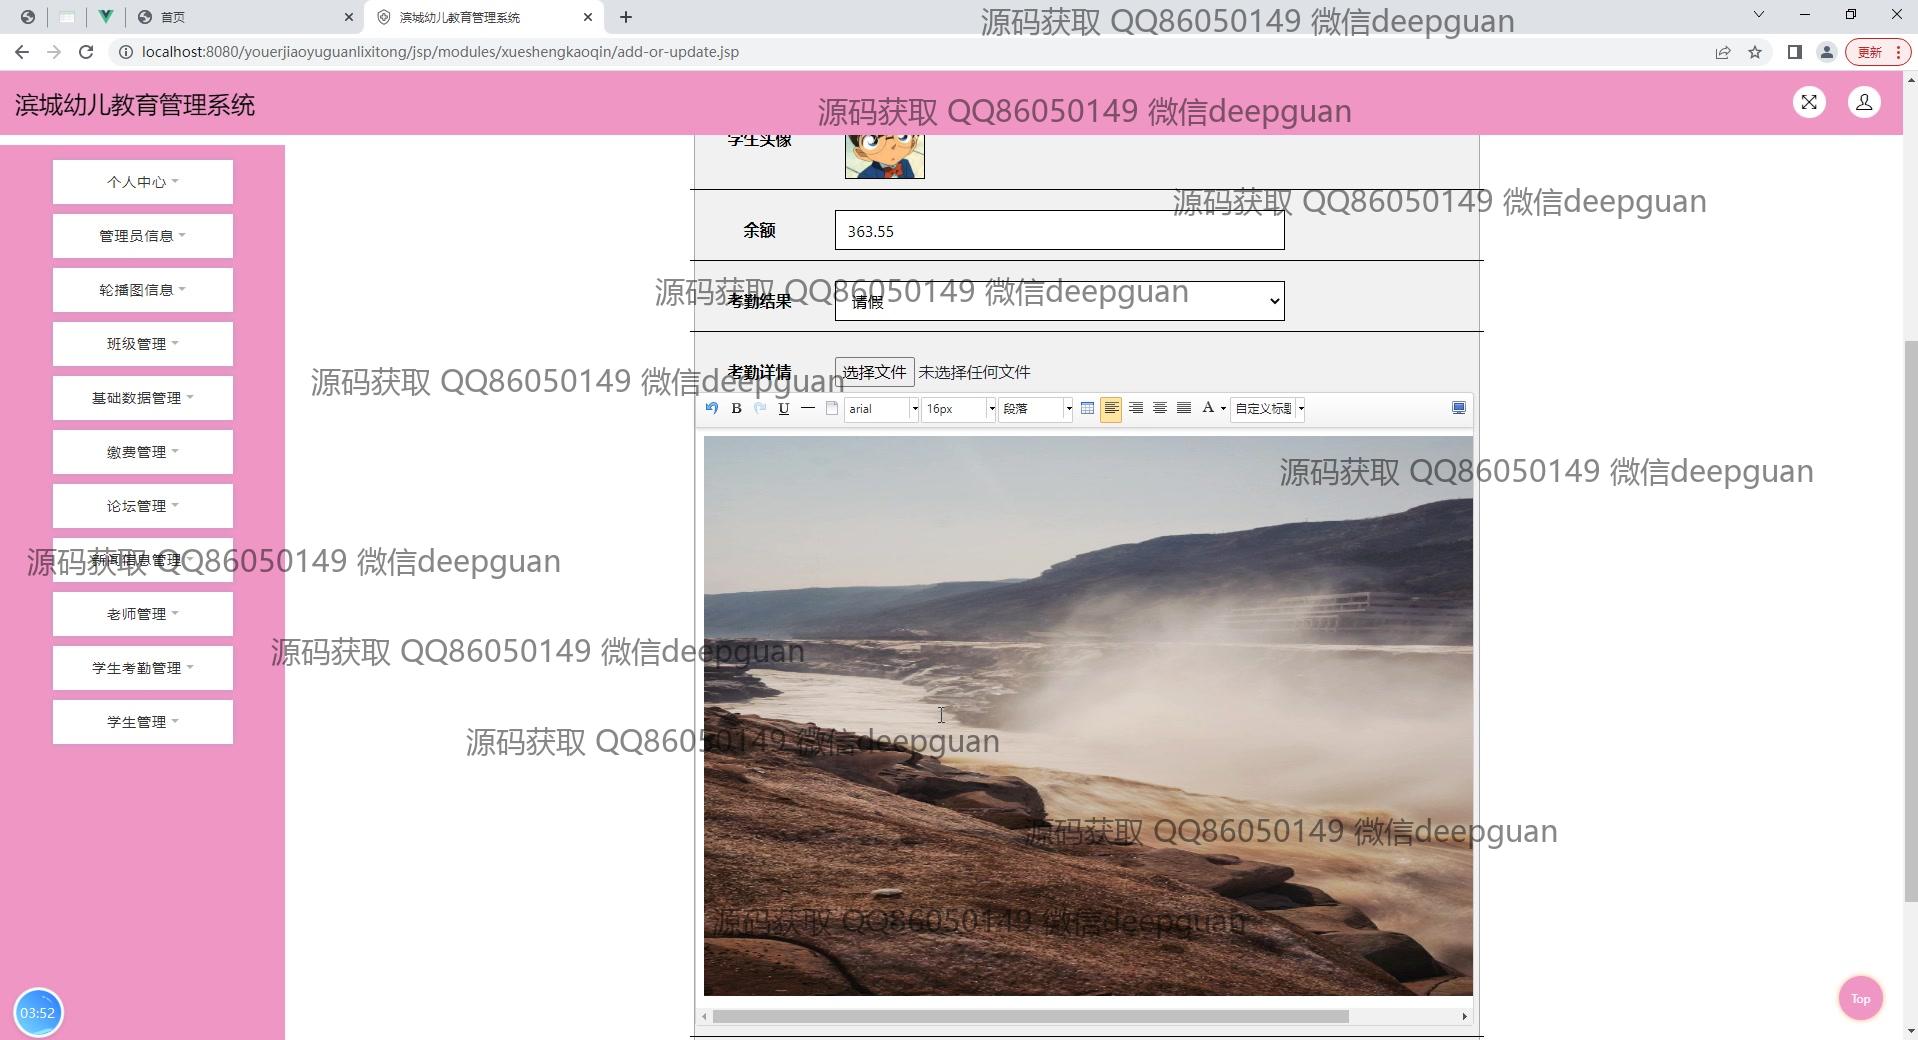 首页
滨城幼儿教育管理系统
源码获取 QQ86050149 微信deepguan
localhost:8080/youerjiaoyuguanlixitong/jsp/modules/xueshengkaoqin/add-or-update.jsp
更新
滨城幼儿教育管理系统
源码获取 QQ86050149 微信deepguan
学生头像
个人中心
源码获取 QQ86050149 微信deepguan
管理员信息
余额
363.55
轮播图信息
源码获取 QQ86050149 微信deepguan
考勤结果
请假
班级管理
考勤详情
选择文件 未选择任何文件
源码获取 QQ86050149 微信deepguan
基础数据管理
B U arial 16px 段落 A 自定义标题
缴费管理
源码获取 QQ86050149 微信deepguan
论坛管理
新闻信息管理
源码获取 QQ86050149 微信deepguan
老师管理
源码获取 QQ86050149 微信deepguan
学生考勤管理
学生管理
源码获取 QQ86050149 微信deepguan
源码获取 QQ86050149 微信deepguan
源码获取 QQ86050149 微信deepguan
Top
03:52